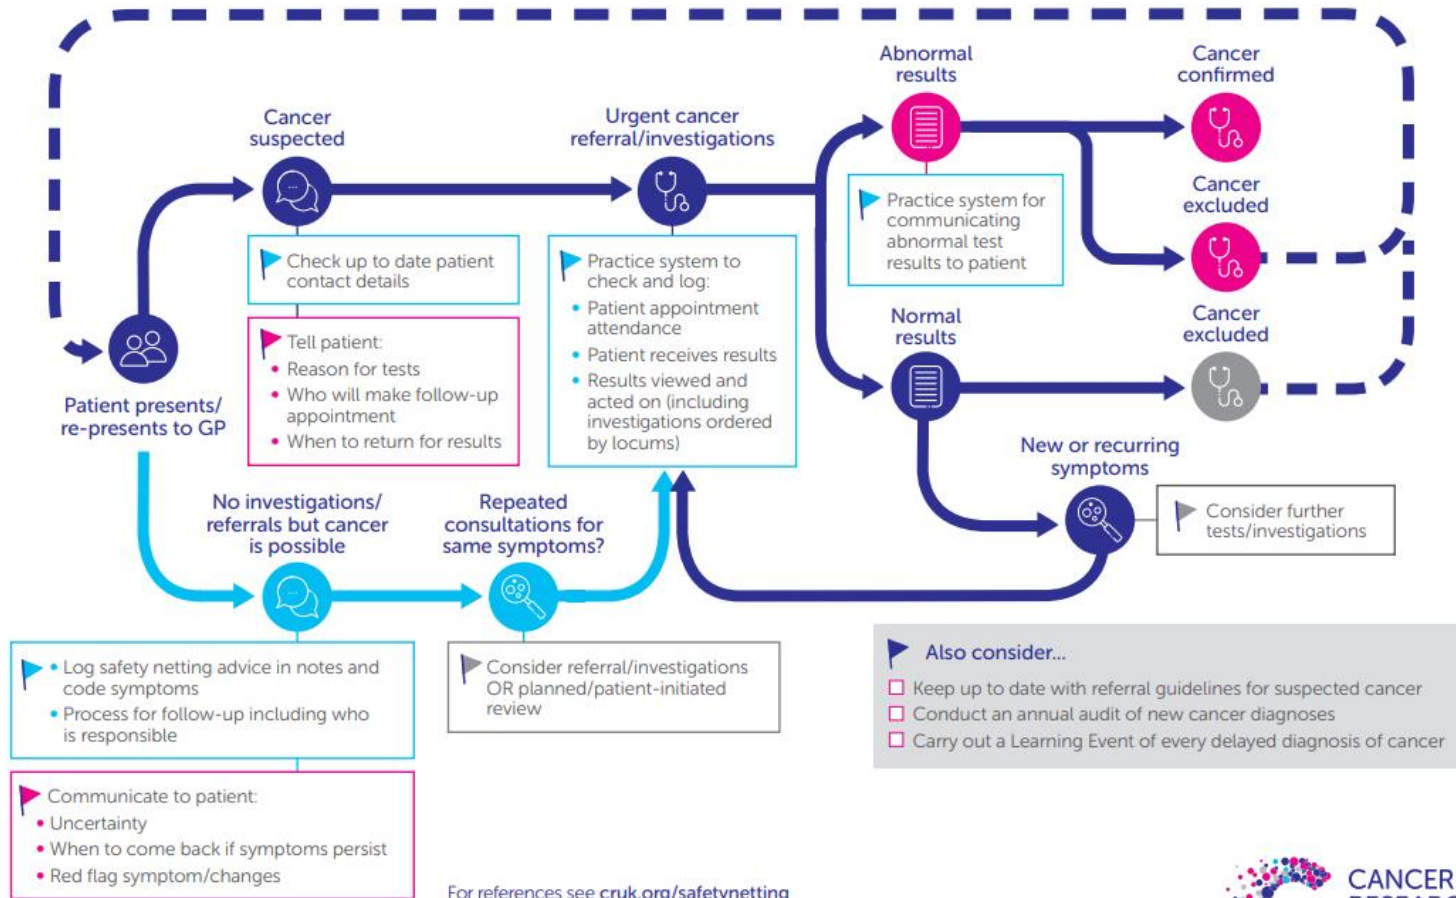 Cancer
suspected
Urgent cancer
referral/investigations
Abnormal
results
Cancer
confirmed
Check up to date patient
contact details
Tell patient:
• Reason for tests
• Who will make follow-up
appointment
• When to return for results
Practice system to
check and log:
• Patient appointment
attendance
• Patient receives results
• Results viewed and
acted on (including
investigations ordered
by locums)
Practice system for
communicating
abnormal test
results to patient
Cancer
excluded
Normal
results
Cancer
excluded
Patient presents/
re-presents to GP
New or recurring
symptoms
Consider further
tests/investigations
No investigations/
referrals but cancer
is possible
Repeated
consultations for
same symptoms?
• Log safety netting advice in notes and
code symptoms
• Process for follow-up including who
is responsible
Consider referral/investigations
OR planned/patient-initiated
review
Communicate to patient:
• Uncertainty
• When to come back if symptoms persist
• Red flag symptom/changes
Also consider...
Keep up to date with referral guidelines for suspected cancer
Conduct an annual audit of new cancer diagnoses
Carry out a Learning Event of every delayed diagnosis of cancer
For references see cruk.org/safetynetting
CANCER